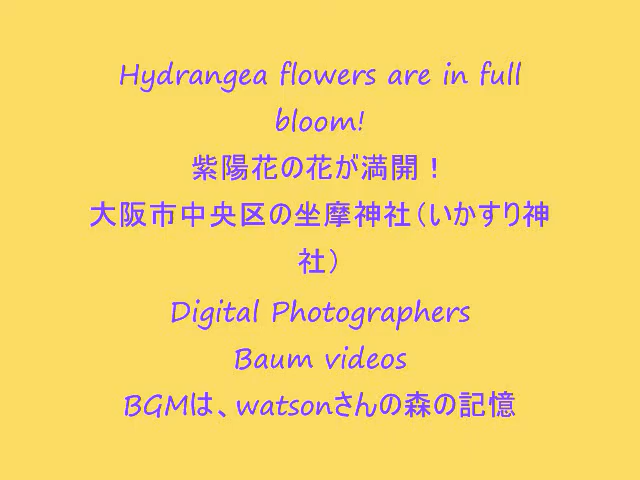 Hydrangea flowers are in full
bloom!
紫陽花の花が満開！
大阪市中央区の坐摩神社（いかすり神
社）
Digital Photographers
Baum videos
BGMは、watsonさんの森の記憶